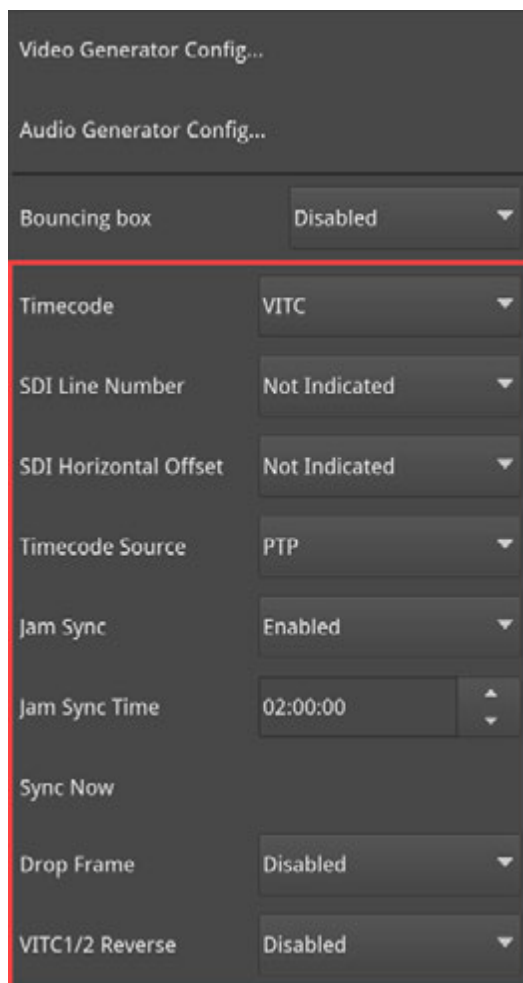 Video Generator Config...
Audio Generator Config...
Bouncing box Disabled
Timecode VITC
SDI Line Number Not Indicated
SDI Horizontal Offset Not Indicated
Timecode Source PTP
Jam Sync Enabled
Jam Sync Time 02:00:00
Sync Now
Drop Frame Disabled
VITC1/2 Reverse Disabled